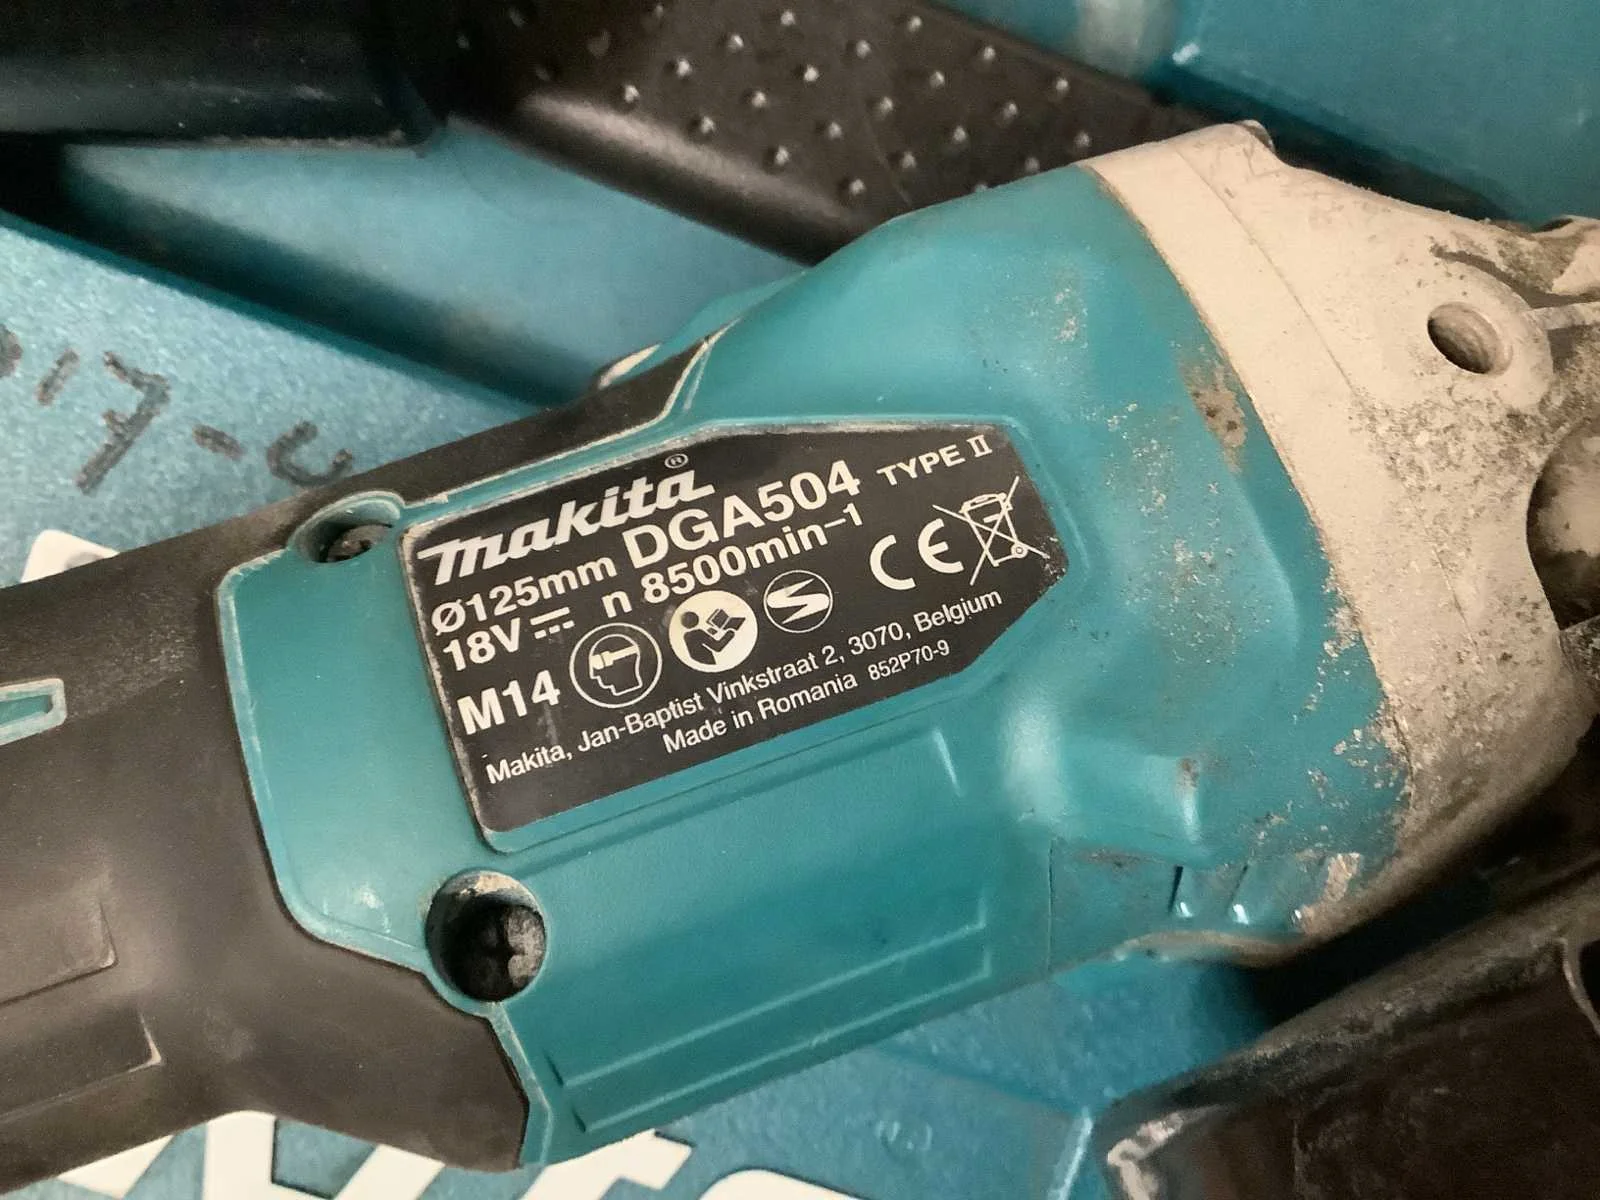 makita®
Ø125mm DGA504 TYPE II
18V n 8500min⁻¹
M14 CE
Makita, Jan-Baptist Vinkstraat 2, 3070, Belgium
Made in Romania 852P70-9